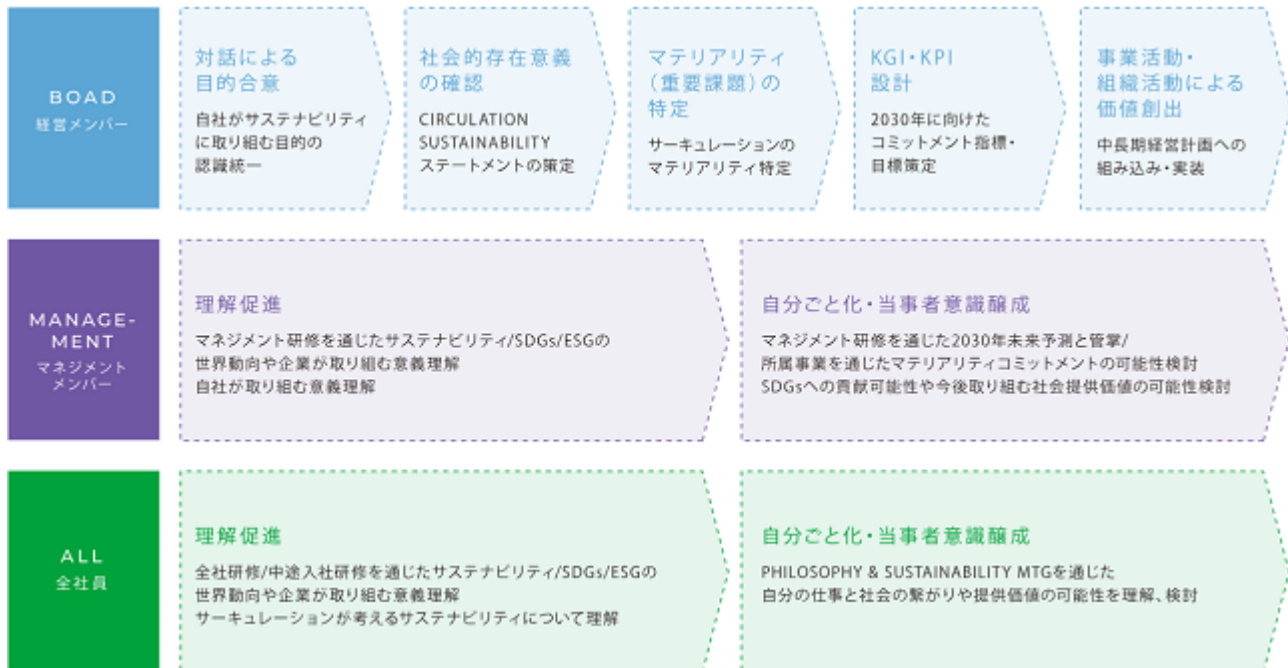 BOAD
経営メンバー
対話による
目的合意
自社がサステナビリティ
に取り組む目的の
認識統一
社会的存在意義
の確認
CIRCULATION
SUSTAINABILITY
ステートメントの策定
マテリアリティ
(重要課題)の
特定
サーキュレーションの
マテリアリティ特定
KGI・KPI
設計
2030年に向けた
コミットメント指標・
目標策定
事業活動・
組織活動による
価値創出
中長期経営計画への
組み込み・実装
MANAGE-
MENT
マネジメント
メンバー
理解促進
マネジメント研修を通じたサステナビリティ/SDGs/ESGの
世界動向や企業が取り組む意義理解
自社が取り組む意義理解
自分ごと化・当事者意識醸成
マネジメント研修を通じた2030年未来予測と管掌/
所属事業を通じたマテリアリティコミットメントの可能性検討
SDGsへの貢献可能性や今後取り組む社会提供価値の可能性検討
ALL
全社員
理解促進
全社研修/中途入社研修を通じたサステナビリティ/SDGs/ESGの
世界動向や企業が取り組む意義理解
サーキュレーションが考えるサステナビリティについて理解
自分ごと化・当事者意識醸成
PHILOSOPHY & SUSTAINABILITY MTGを通じた
自分の仕事と社会の繋がりや提供価値の可能性を理解、検討